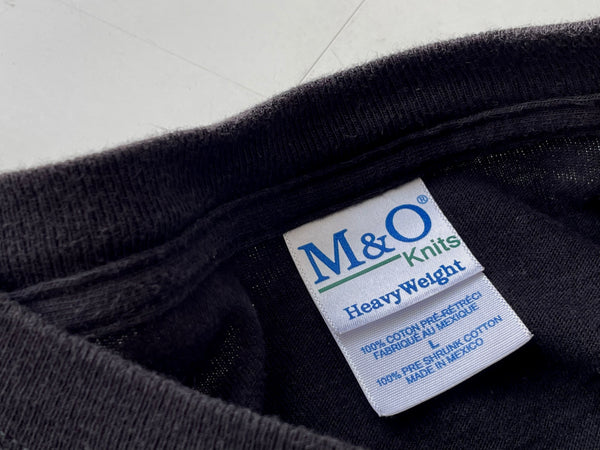 M&O®
Knits
HeavyWeight
100% COTON PRÉ-RÉTRÉCI
FABRIQUÉ AU MEXIQUE
L
100% PRE SHRUNK COTTON
MADE IN MEXICO